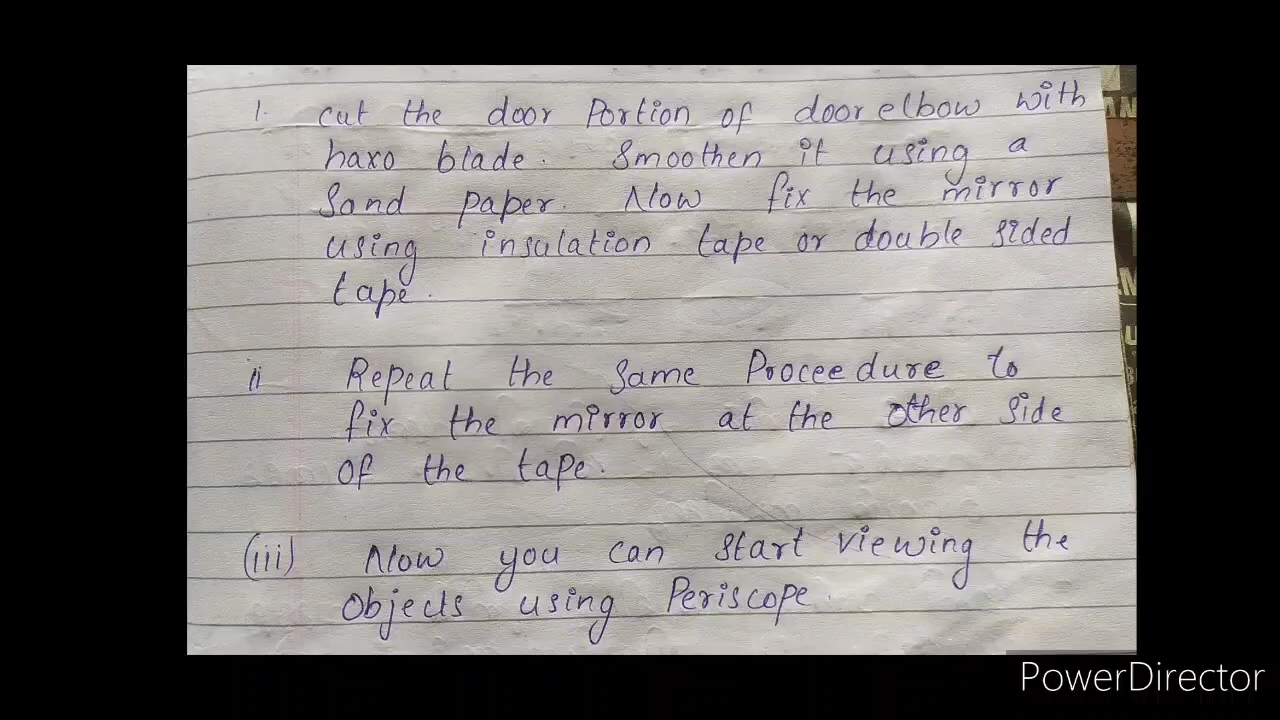 1. cut the door Portion of door elbow with
haxo blade. Smoothen it using a
Sand paper. Now fix the mirror
using insulation tape or double sided
tape.
ii Repeat the same Proceedure to
fix the mirror at the other side
of the tape.
(iii) Now you can start viewing the
objects using Periscope.
PowerDirector